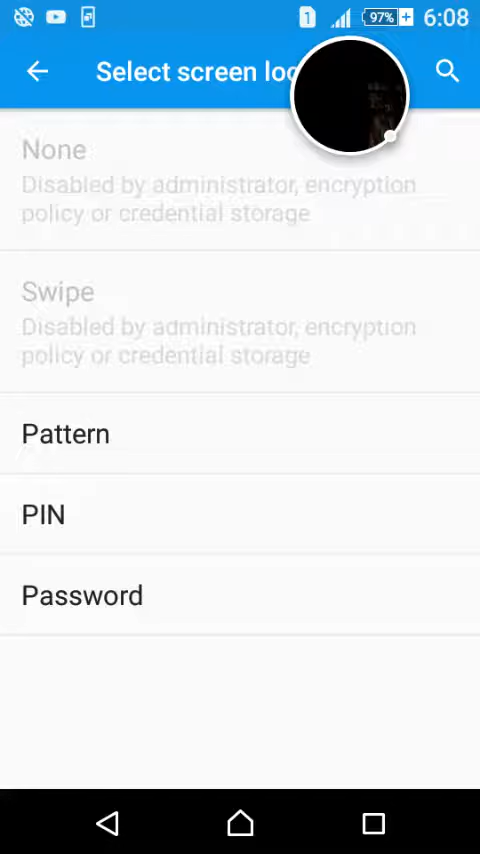 1
97%
6:08
Select screen loc
None
Disabled by administrator, encryption
policy or credential storage
Swipe
Disabled by administrator, encryption
policy or credential storage
Pattern
PIN
Password